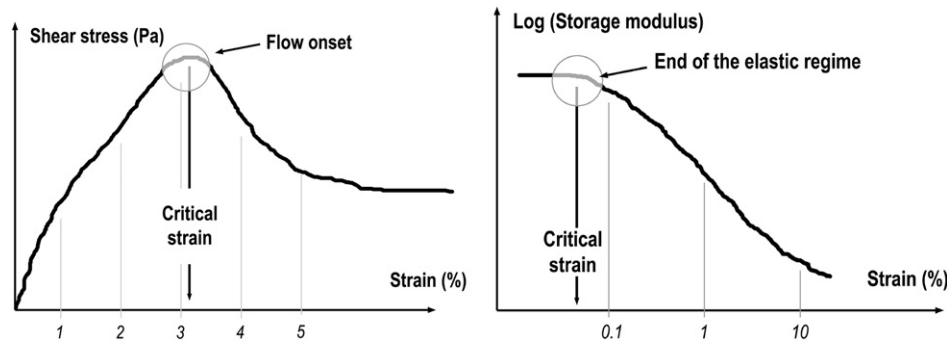 Shear stress (Pa)
Flow onset
Critical
strain
Strain (%)
1 2 3 4 5
Log (Storage modulus)
End of the elastic regime
Critical
strain
Strain (%)
0.1 1 10